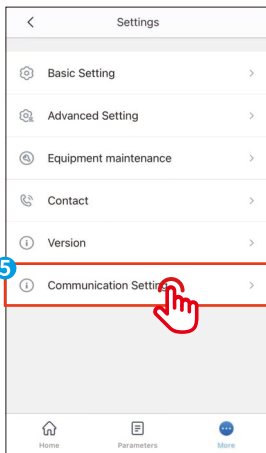 Settings
Basic Setting
Advanced Setting
Equipment maintenance
Contact
Version
5
Communication Setting
Home Parameters More